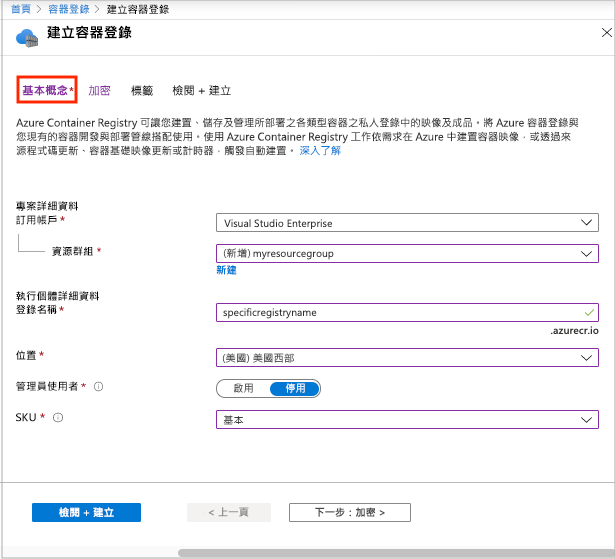 首頁 > 容器登錄 > 建立容器登錄
建立容器登錄
基本概念* 加密 標籤 檢閱 + 建立
Azure Container Registry 可讓您建置、儲存及管理所部署之各類型容器之私人登錄中的映像及成品。將 Azure 容器登錄與
您現有的容器開發與部署管線搭配使用。使用 Azure Container Registry 工作依需求在 Azure 中建置容器映像，或透過來
源程式碼更新、容器基礎映像更新或計時器，觸發自動建置。 深入了解
專案詳細資料
訂用帳戶 * Visual Studio Enterprise
資源群組 * (新增) myresourcegroup
新建
執行個體詳細資料
登錄名稱 * specificregistryname
.azurecr.io
位置 * (美國) 美國西部
管理員使用者 * 啟用 停用
SKU * 基本
檢閱 + 建立 < 上一頁 下一步：加密 >